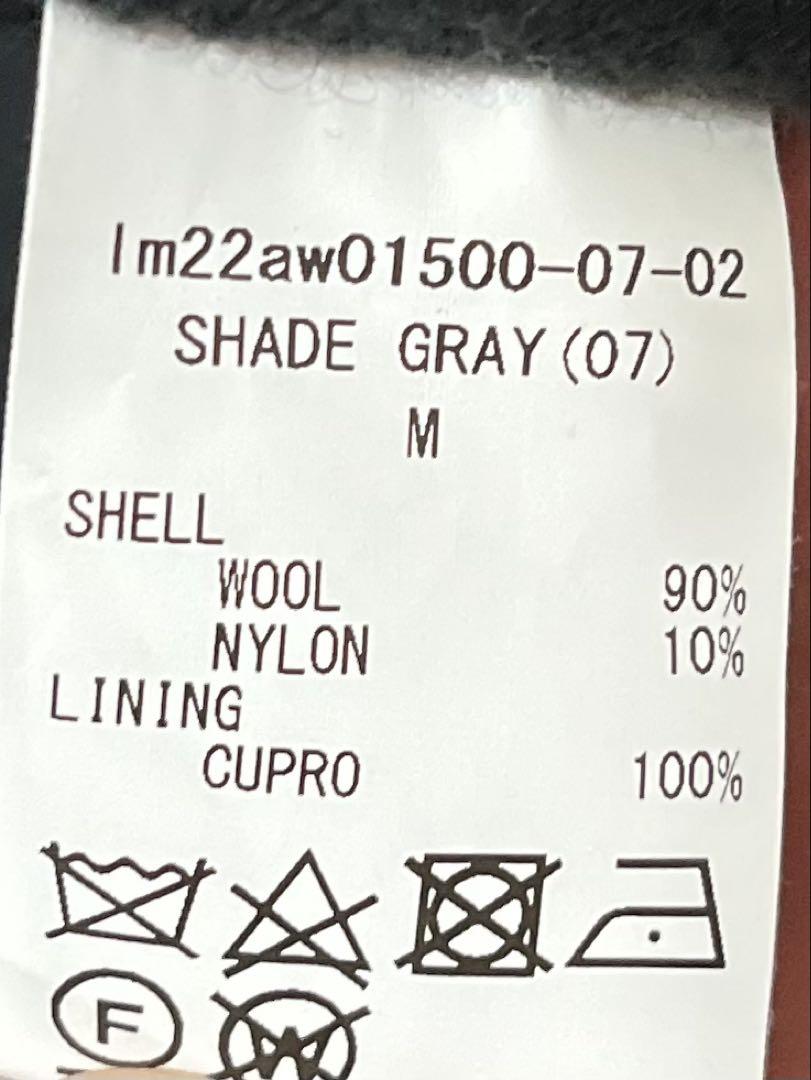 lm22aw01500-07-02
SHADE GRAY(07)
M
SHELL
WOOL 90%
NYLON 10%
LINING
CUPRO 100%
F
W